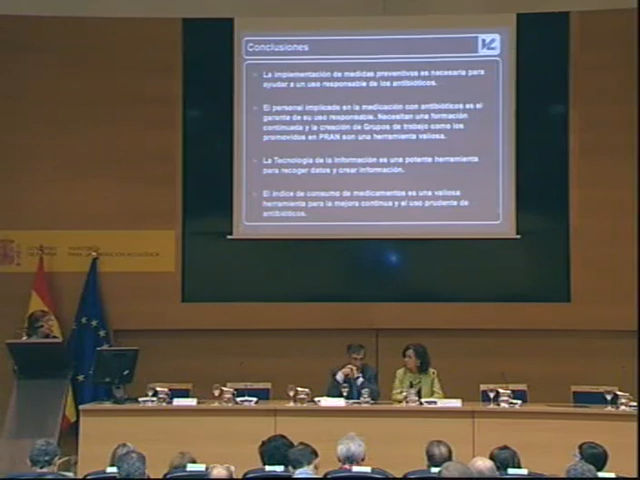 Conclusiones
La implementación de medidas preventivas es necesaria para
ayudar a un uso responsable de los antibióticos.
El personal implicado en la medicación con antibióticos es el
garante de su uso responsable. Necesitan una formación
continuada y la creación de Grupos de trabajo como los
promovidos en PRAN son una herramienta valiosa.
La Tecnología de la Información es una potente herramienta
para recoger datos y crear información.
El índice de consumo de medicamentos es una valiosa
herramienta para la mejora continua y el uso prudente de
antibióticos.